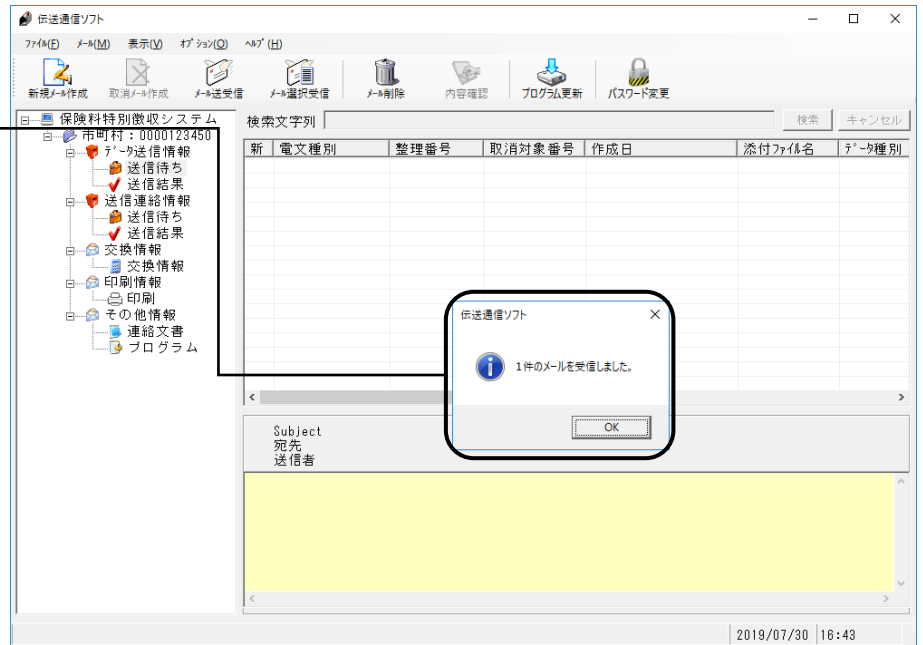 伝送通信ソフト
ﾌｧｲﾙ(F) ﾒｰﾙ(M) 表示(V) ｵﾌﾟｼｮﾝ(O) ﾍﾙﾌﾟ(H)
新規ﾒｰﾙ作成 取消ﾒｰﾙ作成 ﾒｰﾙ送受信 ﾒｰﾙ選択受信 ﾒｰﾙ削除 内容確認 ﾌﾟﾛｸﾞﾗﾑ更新 ﾊﾟｽﾜｰﾄﾞ変更
保険料特別徴収システム
市町村：0000123450
ﾃﾞｰﾀ送信情報
送信待ち
送信結果
送信連絡情報
送信待ち
送信結果
交換情報
交換情報
印刷情報
印刷
その他情報
連絡文書
プログラム
検索文字列 検索 キャンセル
新 電文種別 整理番号 取消対象番号 作成日 添付ﾌｧｲﾙ名 ﾃﾞｰﾀ種別
伝送通信ソフト
1件のメールを受信しました。
OK
Subject
宛先
送信者
2019/07/30 16:43